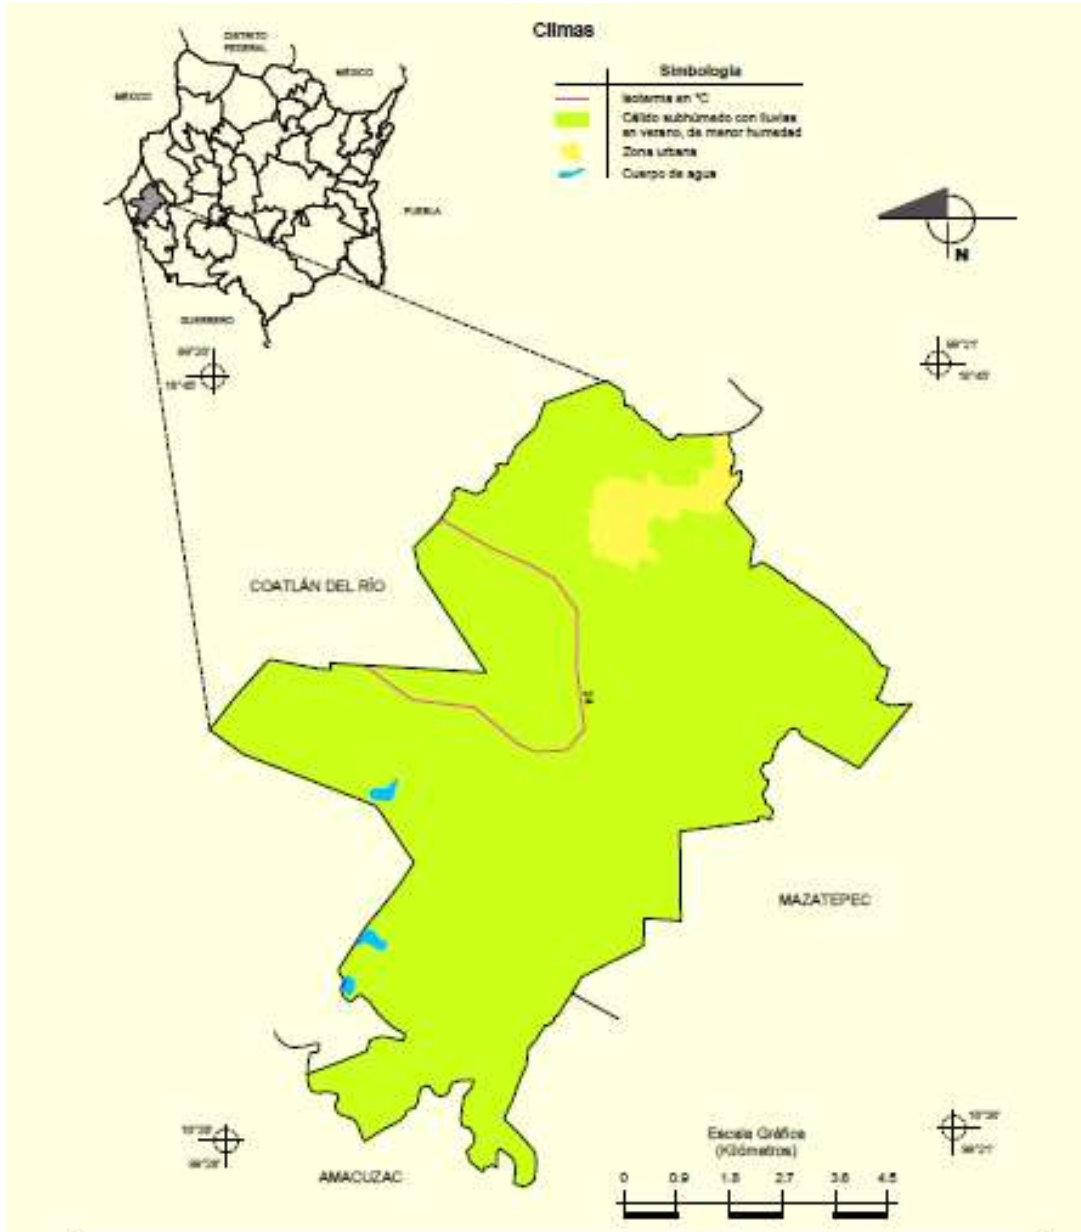 Climas
DISTRITO
FEDERAL
MÉXICO
MÉXICO
PUEBLA
GUERRERO
Simbología
Isoterma en °C
Cálido subhúmedo con lluvias
en verano, de menor humedad
Zona urbana
Cuerpo de agua
N
COATLÁN DEL RÍO
24
MAZATEPEC
AMACUZAC
Escala Gráfica
(Kilómetros)
0 0.9 1.8 2.7 3.6 4.5